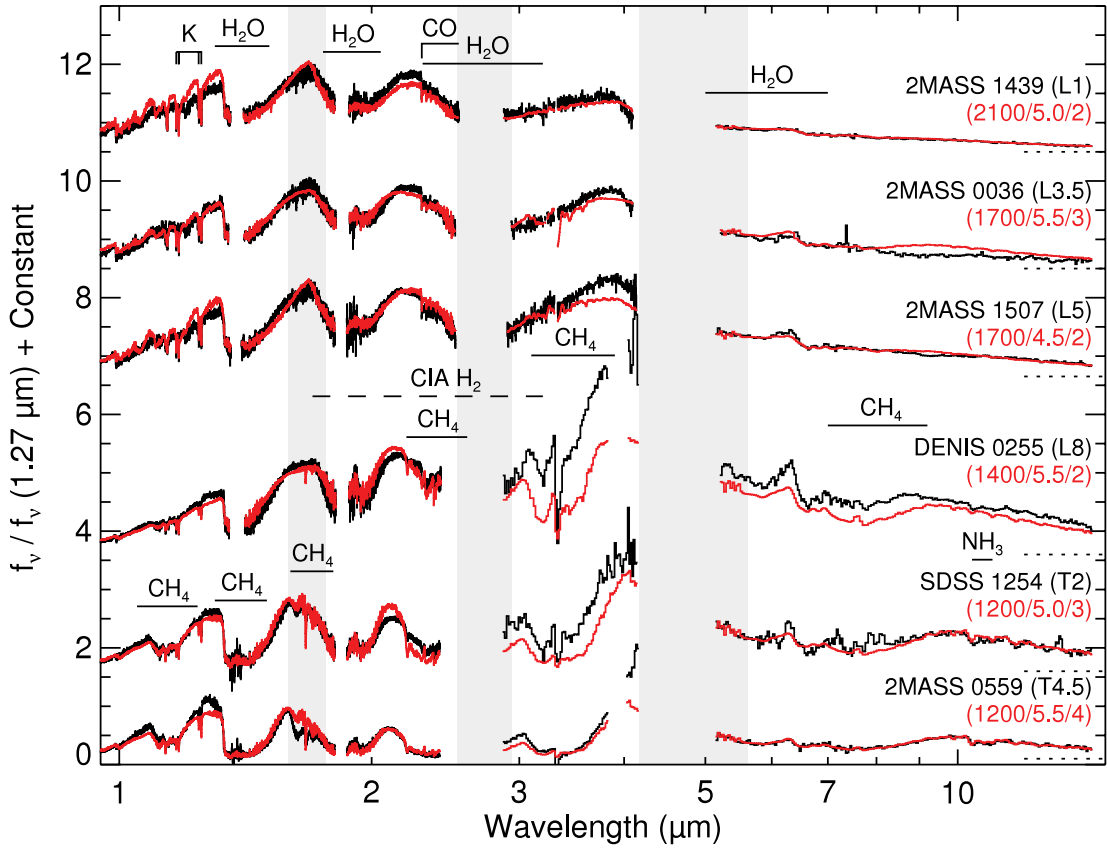 K
H₂O
H₂O
CO
H₂O
H₂O
12
2MASS 1439 (L1)
(2100/5.0/2)
10
2MASS 0036 (L3.5)
(1700/5.5/3)
8
2MASS 1507 (L5)
(1700/4.5/2)
CH₄
6
CIA H₂
CH₄
CH₄
DENIS 0255 (L8)
(1400/5.5/2)
4
NH₃
CH₄
CH₄
CH₄
SDSS 1254 (T2)
(1200/5.0/3)
2
2MASS 0559 (T4.5)
(1200/5.5/4)
0
1
2
3
4
5
7
10
Wavelength (μm)
f_ν / f_ν (1.27 μm) + Constant